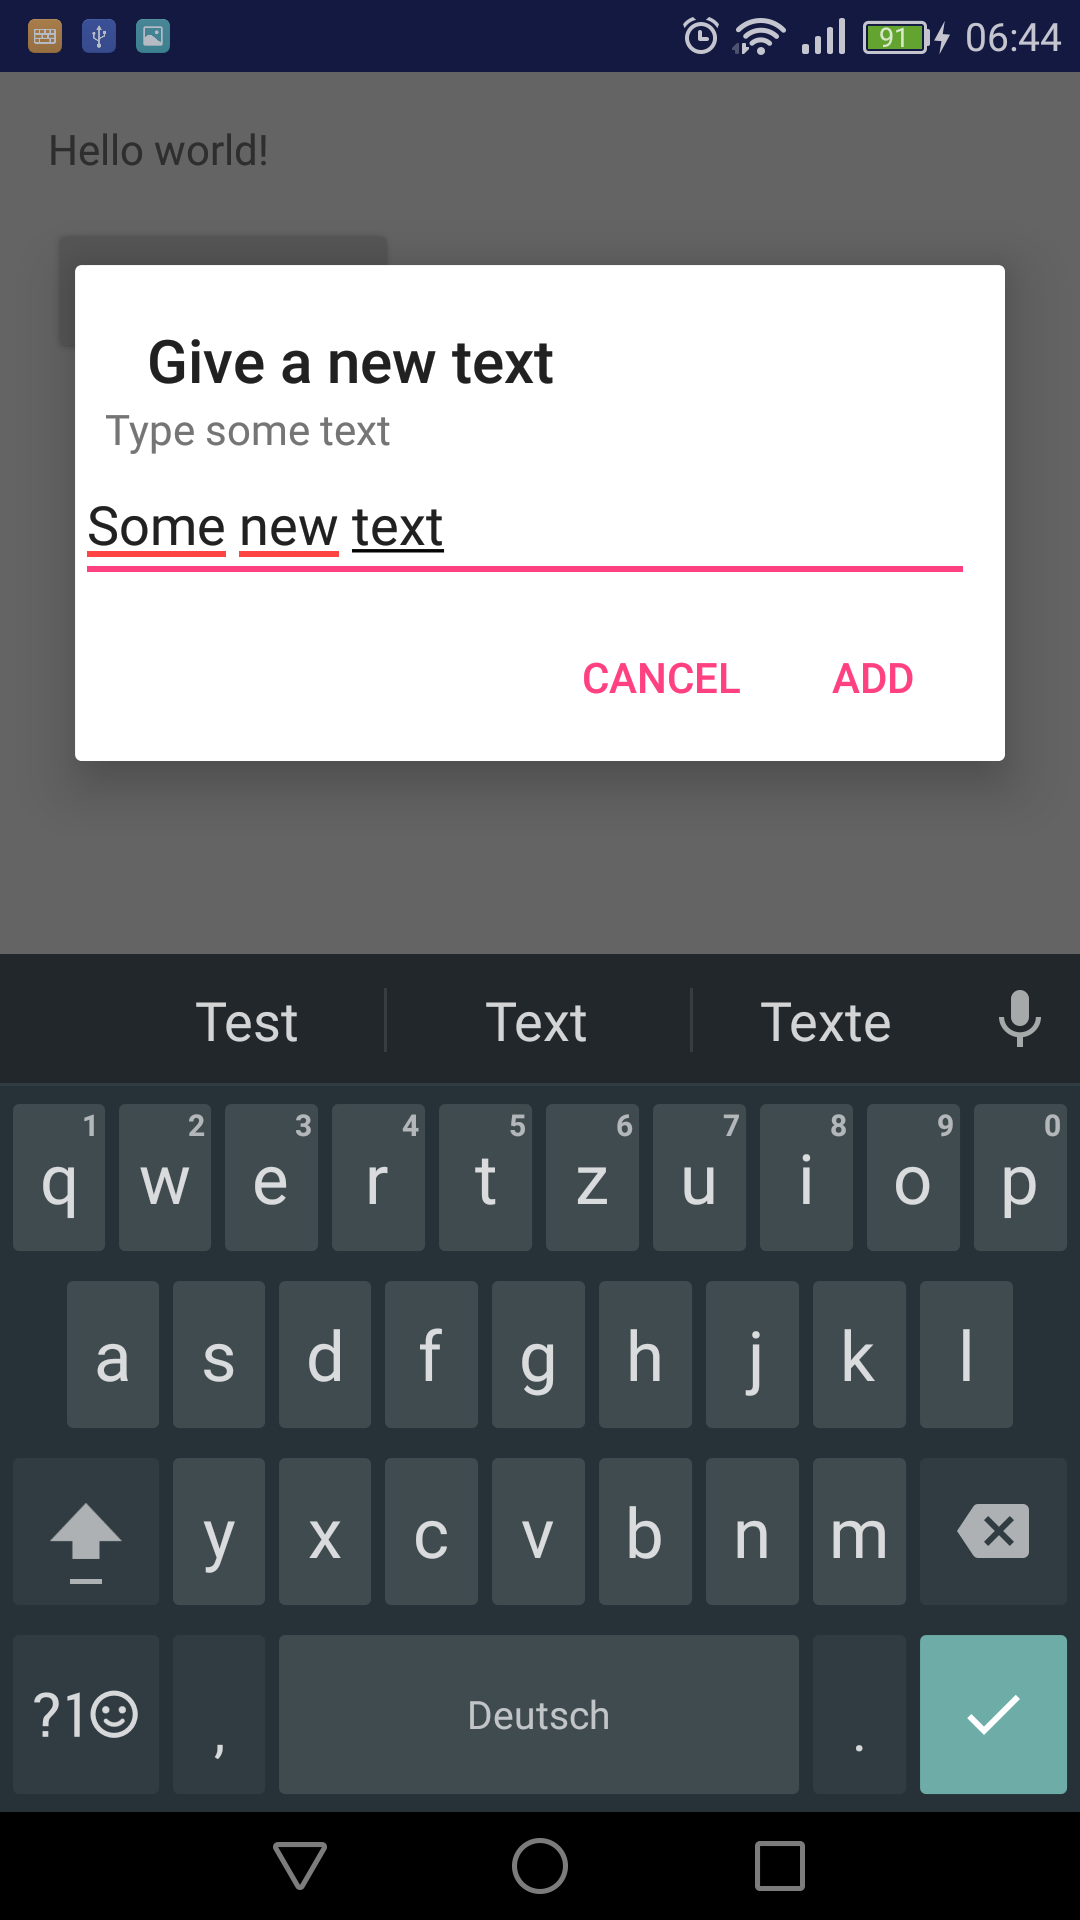 91 06:44
Hello world!
Give a new text
Type some text
Some new text
CANCEL ADD
Test Text Texte
1 2 3 4 5 6 7 8 9 0
q w e r t z u i o p
a s d f g h j k l
y x c v b n m
?1☺ , Deutsch .